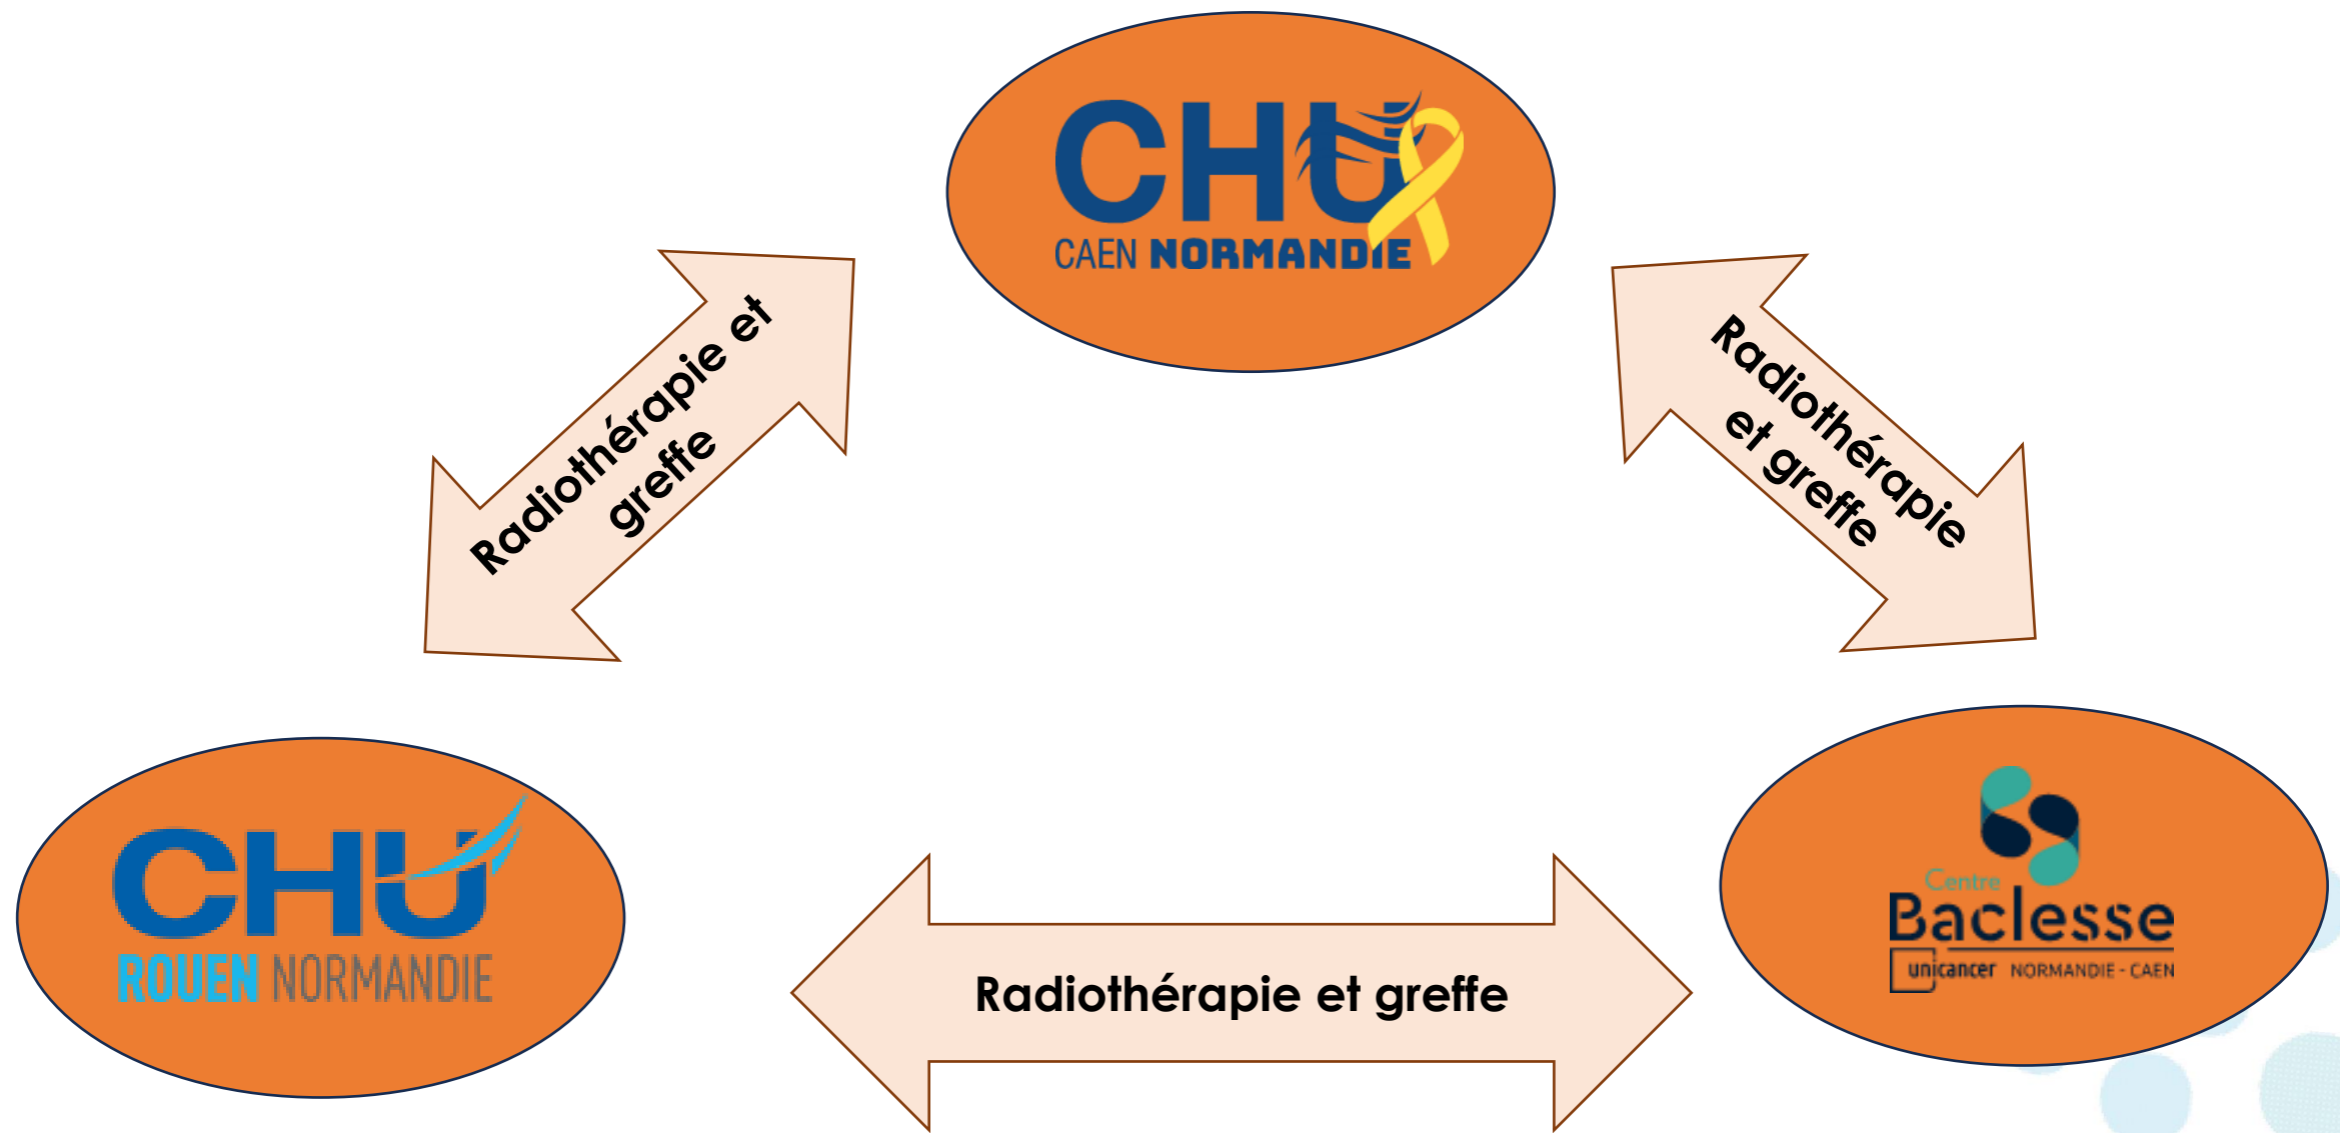 CHU
CAEN NORMANDIE
Radiothérapie et
greffe
Radiothérapie
et greffe
CHU
ROUEN NORMANDIE
Radiothérapie et greffe
Centre
Baclesse
unicancer NORMANDIE - CAEN